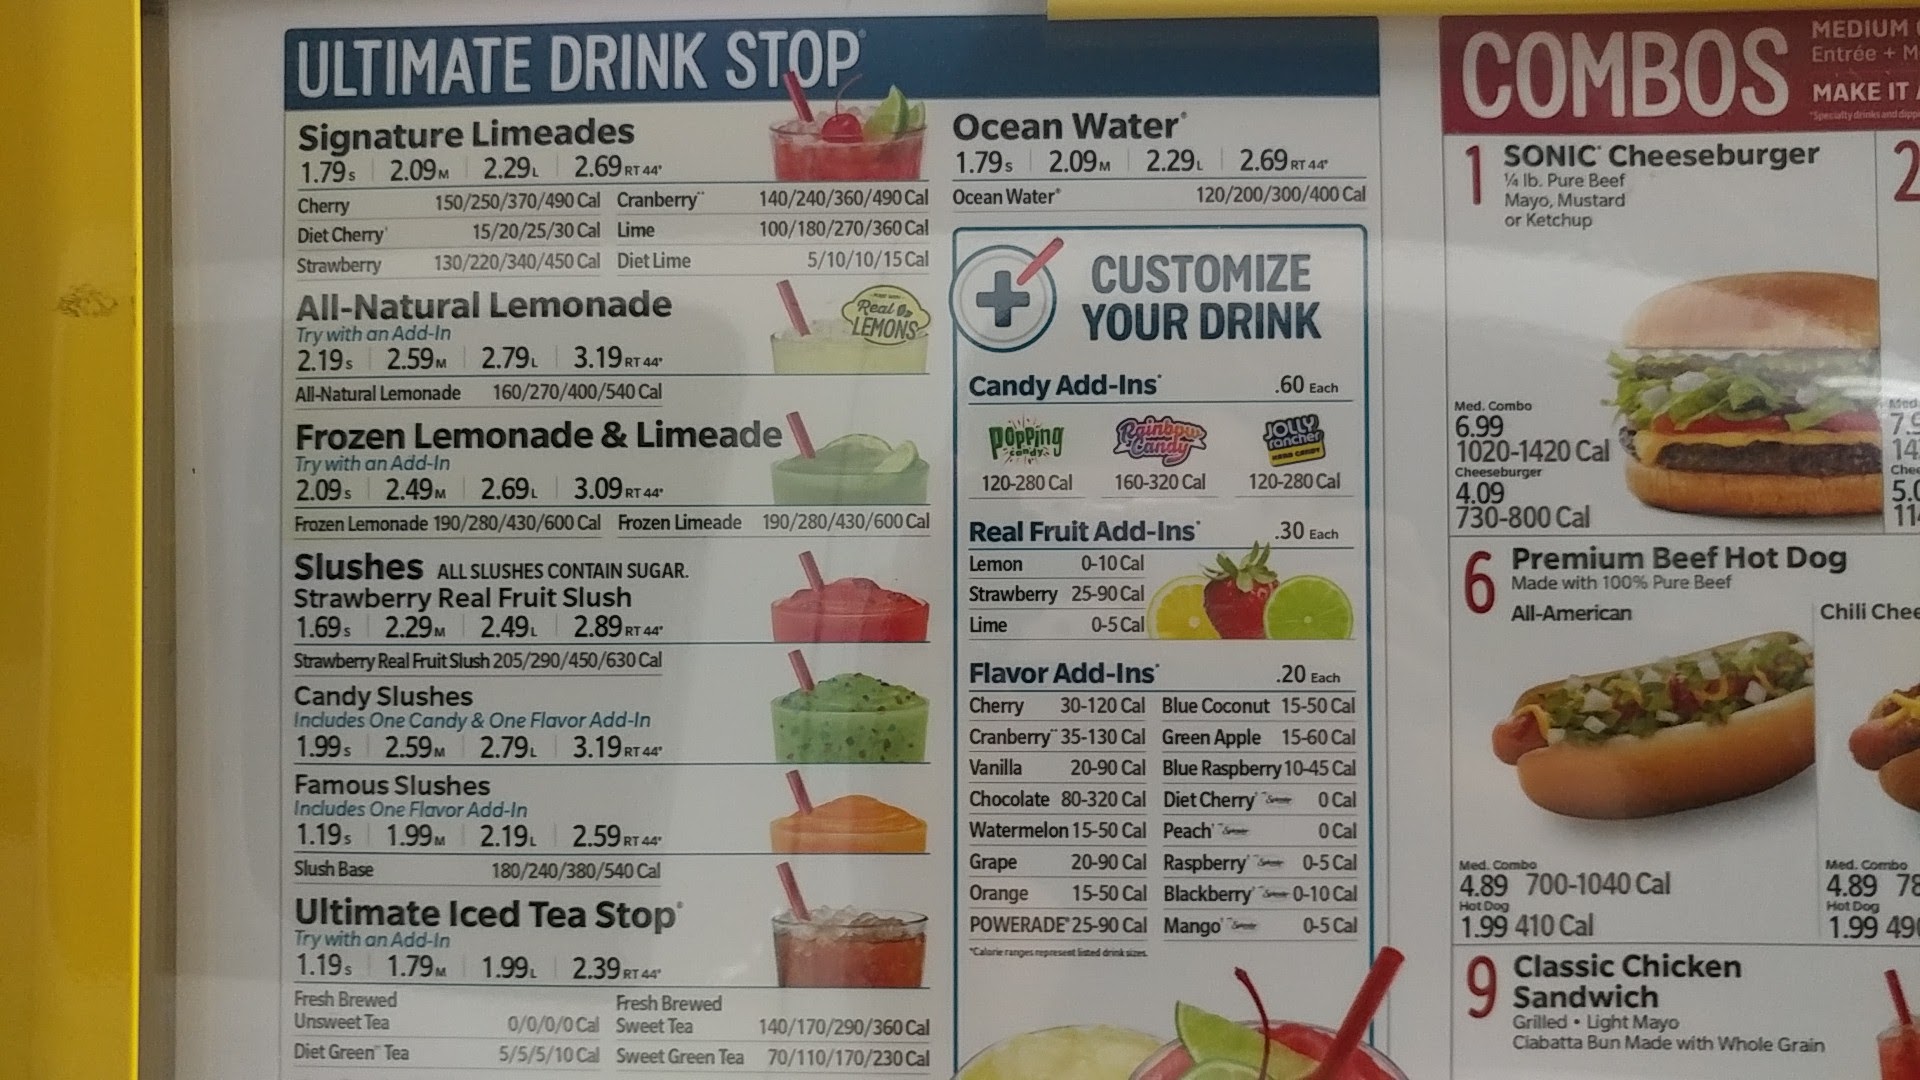 ULTIMATE DRINK STOP
Signature Limeades
1.79 S 2.09 M 2.29 L 2.69 RT 44°
Cherry 150/250/370/490 Cal Cranberry 140/240/360/490 Cal
Diet Cherry 15/20/25/30 Cal Lime 100/180/270/360 Cal
Strawberry 130/220/340/450 Cal Diet Lime 5/10/10/15 Cal
All-Natural Lemonade
Try with an Add-In
Real
LEMONS
2.19 S 2.59 M 2.79 L 3.19 RT 44°
All-Natural Lemonade 160/270/400/540 Cal
Frozen Lemonade & Limeade
Try with an Add-In
2.09 S 2.49 M 2.69 L 3.09 RT 44°
Frozen Lemonade 190/280/430/600 Cal Frozen Limeade 190/280/430/600 Cal
Slushes ALL SLUSHES CONTAIN SUGAR.
Strawberry Real Fruit Slush
1.69 S 2.29 M 2.49 L 2.89 RT 44°
Strawberry Real Fruit Slush 205/290/450/630 Cal
Candy Slushes
Includes One Candy & One Flavor Add-In
1.99 S 2.59 M 2.79 L 3.19 RT 44°
Famous Slushes
Includes One Flavor Add-In
1.19 S 1.99 M 2.19 L 2.59 RT 44°
Slush Base 180/240/380/540 Cal
Ultimate Iced Tea Stop
Try with an Add-In
1.19 S 1.79 M 1.99 L 2.39 RT 44°
Fresh Brewed
Unsweet Tea 0/0/0/0 Cal
Fresh Brewed
Sweet Tea 140/170/290/360 Cal
Diet Green Tea 5/5/5/10 Cal Sweet Green Tea 70/110/170/230 Cal
Ocean Water
1.79 S 2.09 M 2.29 L 2.69 RT 44°
Ocean Water 120/200/300/400 Cal
CUSTOMIZE
YOUR DRINK
Candy Add-Ins* .60 Each
POPPING
candy
Rainbow
Candy
JOLLY
rancher
HARD CANDY
120-280 Cal 160-320 Cal 120-280 Cal
Real Fruit Add-Ins* .30 Each
Lemon 0-10 Cal
Strawberry 25-90 Cal
Lime 0-5 Cal
Flavor Add-Ins* .20 Each
Cherry 30-120 Cal Blue Coconut 15-50 Cal
Cranberry 35-130 Cal Green Apple 15-60 Cal
Vanilla 20-90 Cal Blue Raspberry 10-45 Cal
Chocolate 80-320 Cal Diet Cherry 0 Cal
Watermelon 15-50 Cal Peach 0 Cal
Grape 20-90 Cal Raspberry 0-5 Cal
Orange 15-50 Cal Blackberry 0-10 Cal
POWERADE 25-90 Cal Mango 0-5 Cal
*Calorie ranges represent listed drink sizes.
COMBOS
MEDIUM
Entrée +
MAKE IT
*Specialty drinks and
1 SONIC Cheeseburger
¼ lb. Pure Beef
Mayo, Mustard
or Ketchup
Med. Combo
6.99
1020-1420 Cal
Cheeseburger
4.09
730-800 Cal
2
6 Premium Beef Hot Dog
Made with 100% Pure Beef
All-American
Chili
Med. Combo
4.89 700-1040 Cal
Hot Dog
1.99 410 Cal
Med. Combo
4.89
Hot Dog
1.99
9 Classic Chicken
Sandwich
Grilled • Light Mayo
Ciabatta Bun Made with Whole Grain